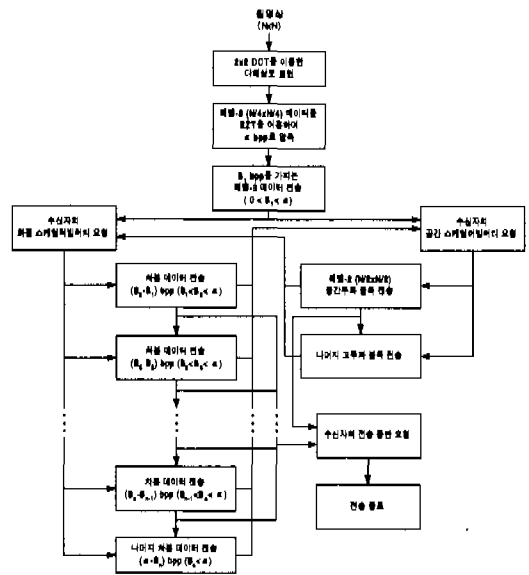 원영상
(NxN)
8x8 DCT를 이용한
다해상도 표현
레벨-3 (N/4xN/4) 데이터를
EZT를 이용하여
α bpp로 압축
B₁ bpp를 가지는
레벨-3 데이터 전송
( 0 < B₁ < α )
수신자의
화질 스케일러빌리티 요청
수신자의
공간 스케일러빌리티 요청
차분 데이터 전송
(B₂-B₁) bpp (B₁<B₂< α )
레벨-2 (N/2xN/2)
중간주파 블록 전송
차분 데이터 전송
(B₃-B₂) bpp (B₂<B₃< α )
나머지 고주파 블록 전송
수신자의 전송 종료 요청
차분 데이터 전송
(Bₙ-Bₙ₋₁) bpp (Bₙ₋₁<Bₙ< α )
전송 종료
나머지 차분 데이터 전송
(α-Bₙ) bpp (Bₙ< α )